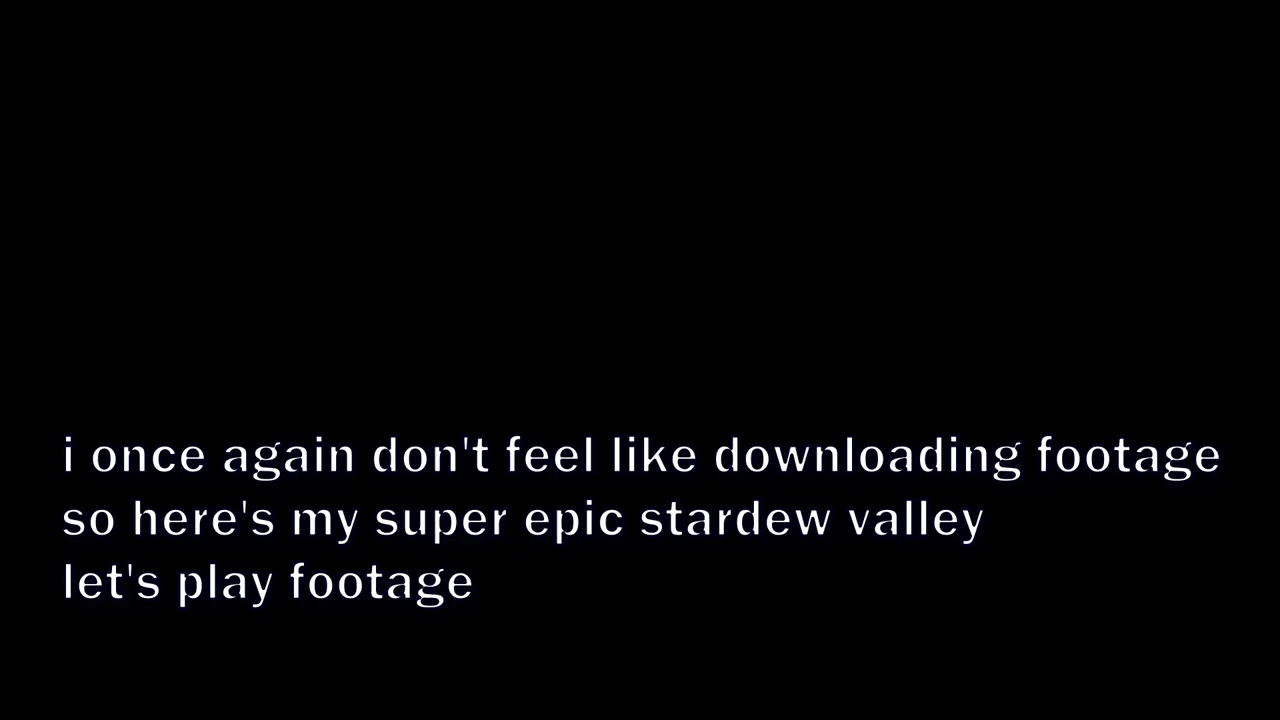 i once again don't feel like downloading footage
so here's my super epic stardew valley
let's play footage